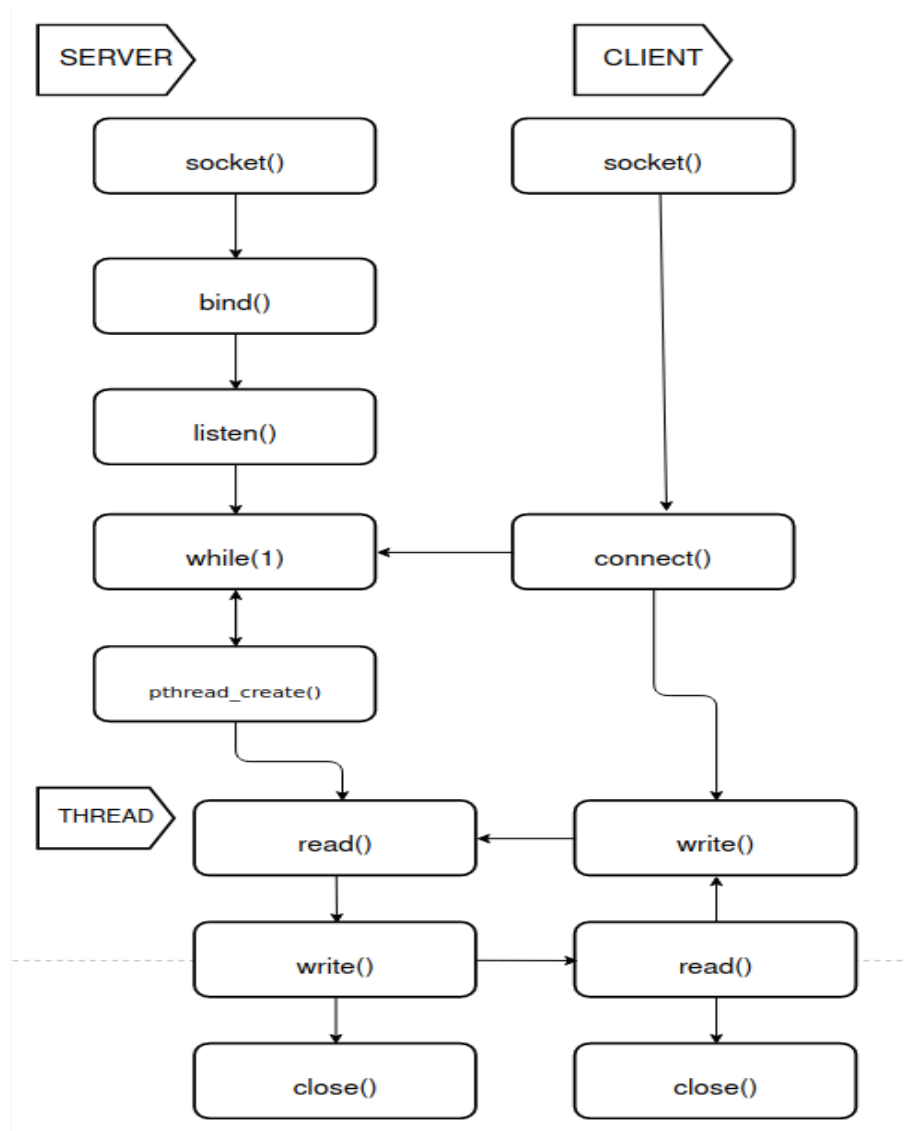 SERVER
CLIENT
socket()
socket()
bind()
listen()
while(1)
connect()
pthread_create()
THREAD
read()
write()
write()
read()
close()
close()